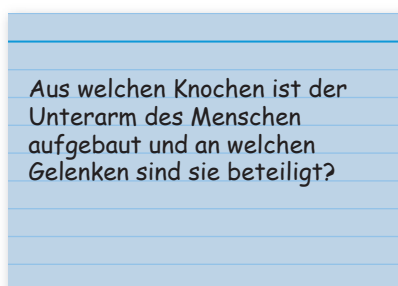 Aus welchen Knochen ist der
Unterarm des Menschen
aufgebaut und an welchen
Gelenken sind sie beteiligt?